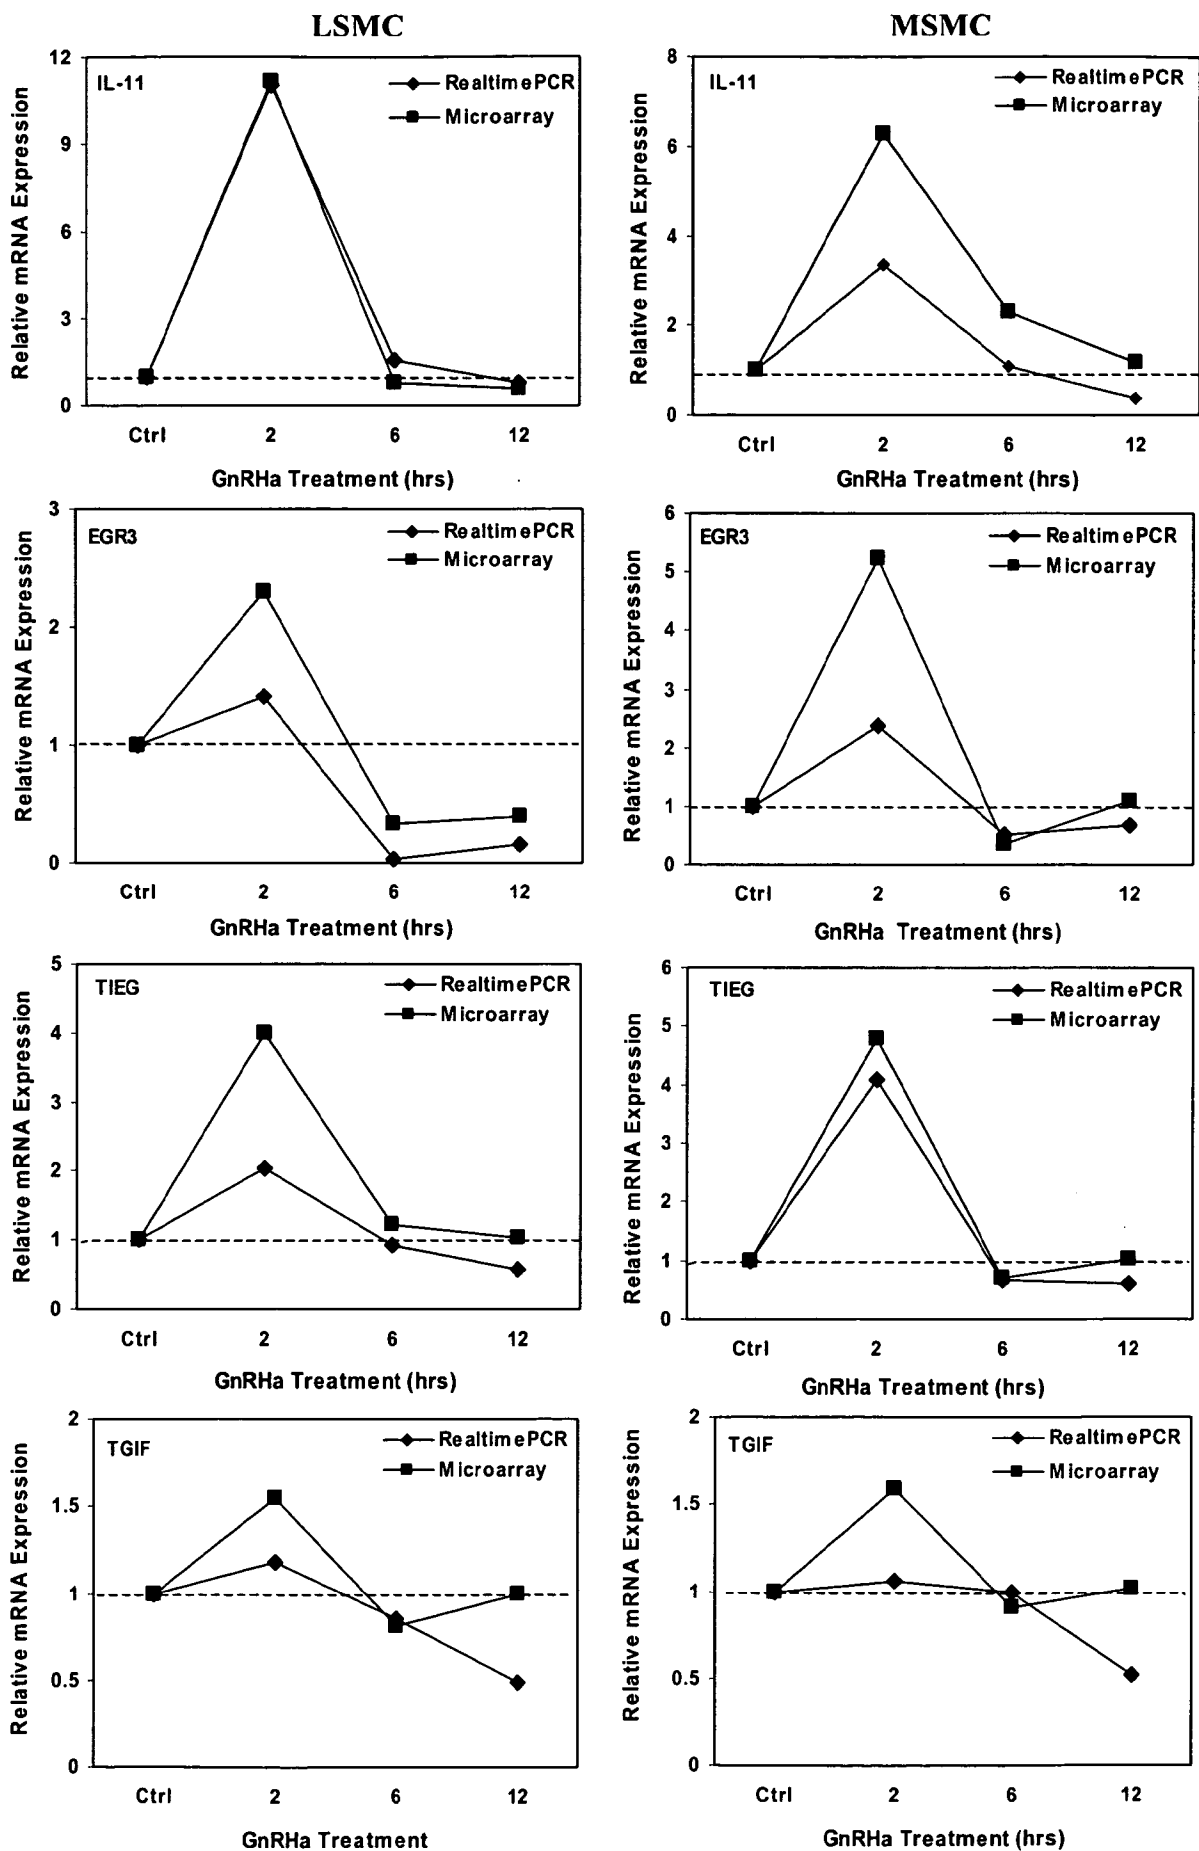 LSMC
MSMC
IL-11
RealtimePCR
Microarray
Relative mRNA Expression
12
9
6
3
0
Ctrl 2 6 12
GnRHa Treatment (hrs)
IL-11
RealtimePCR
Microarray
Relative mRNA Expression
8
6
4
2
0
Ctrl 2 6 12
GnRHa Treatment (hrs)
EGR3
RealtimePCR
Microarray
Relative mRNA Expression
3
2
1
0
Ctrl 2 6 12
GnRHa Treatment (hrs)
EGR3
RealtimePCR
Microarray
Relative mRNA Expression
6
5
4
3
2
1
0
Ctrl 2 6 12
GnRHa Treatment (hrs)
TIEG
RealtimePCR
Microarray
Relative mRNA Expression
5
4
3
2
1
0
Ctrl 2 6 12
GnRHa Treatment (hrs)
TIEG
RealtimePCR
Microarray
Relative mRNA Expression
6
5
4
3
2
1
0
Ctrl 2 6 12
GnRHa Treatment (hrs)
TGIF
RealtimePCR
Microarray
Relative mRNA Expression
2
1.5
1
0.5
0
Ctrl 2 6 12
GnRHa Treatment
TGIF
RealtimePCR
Microarray
Relative mRNA Expression
2
1.5
1
0.5
0
Ctrl 2 6 12
GnRHa Treatment (hrs)